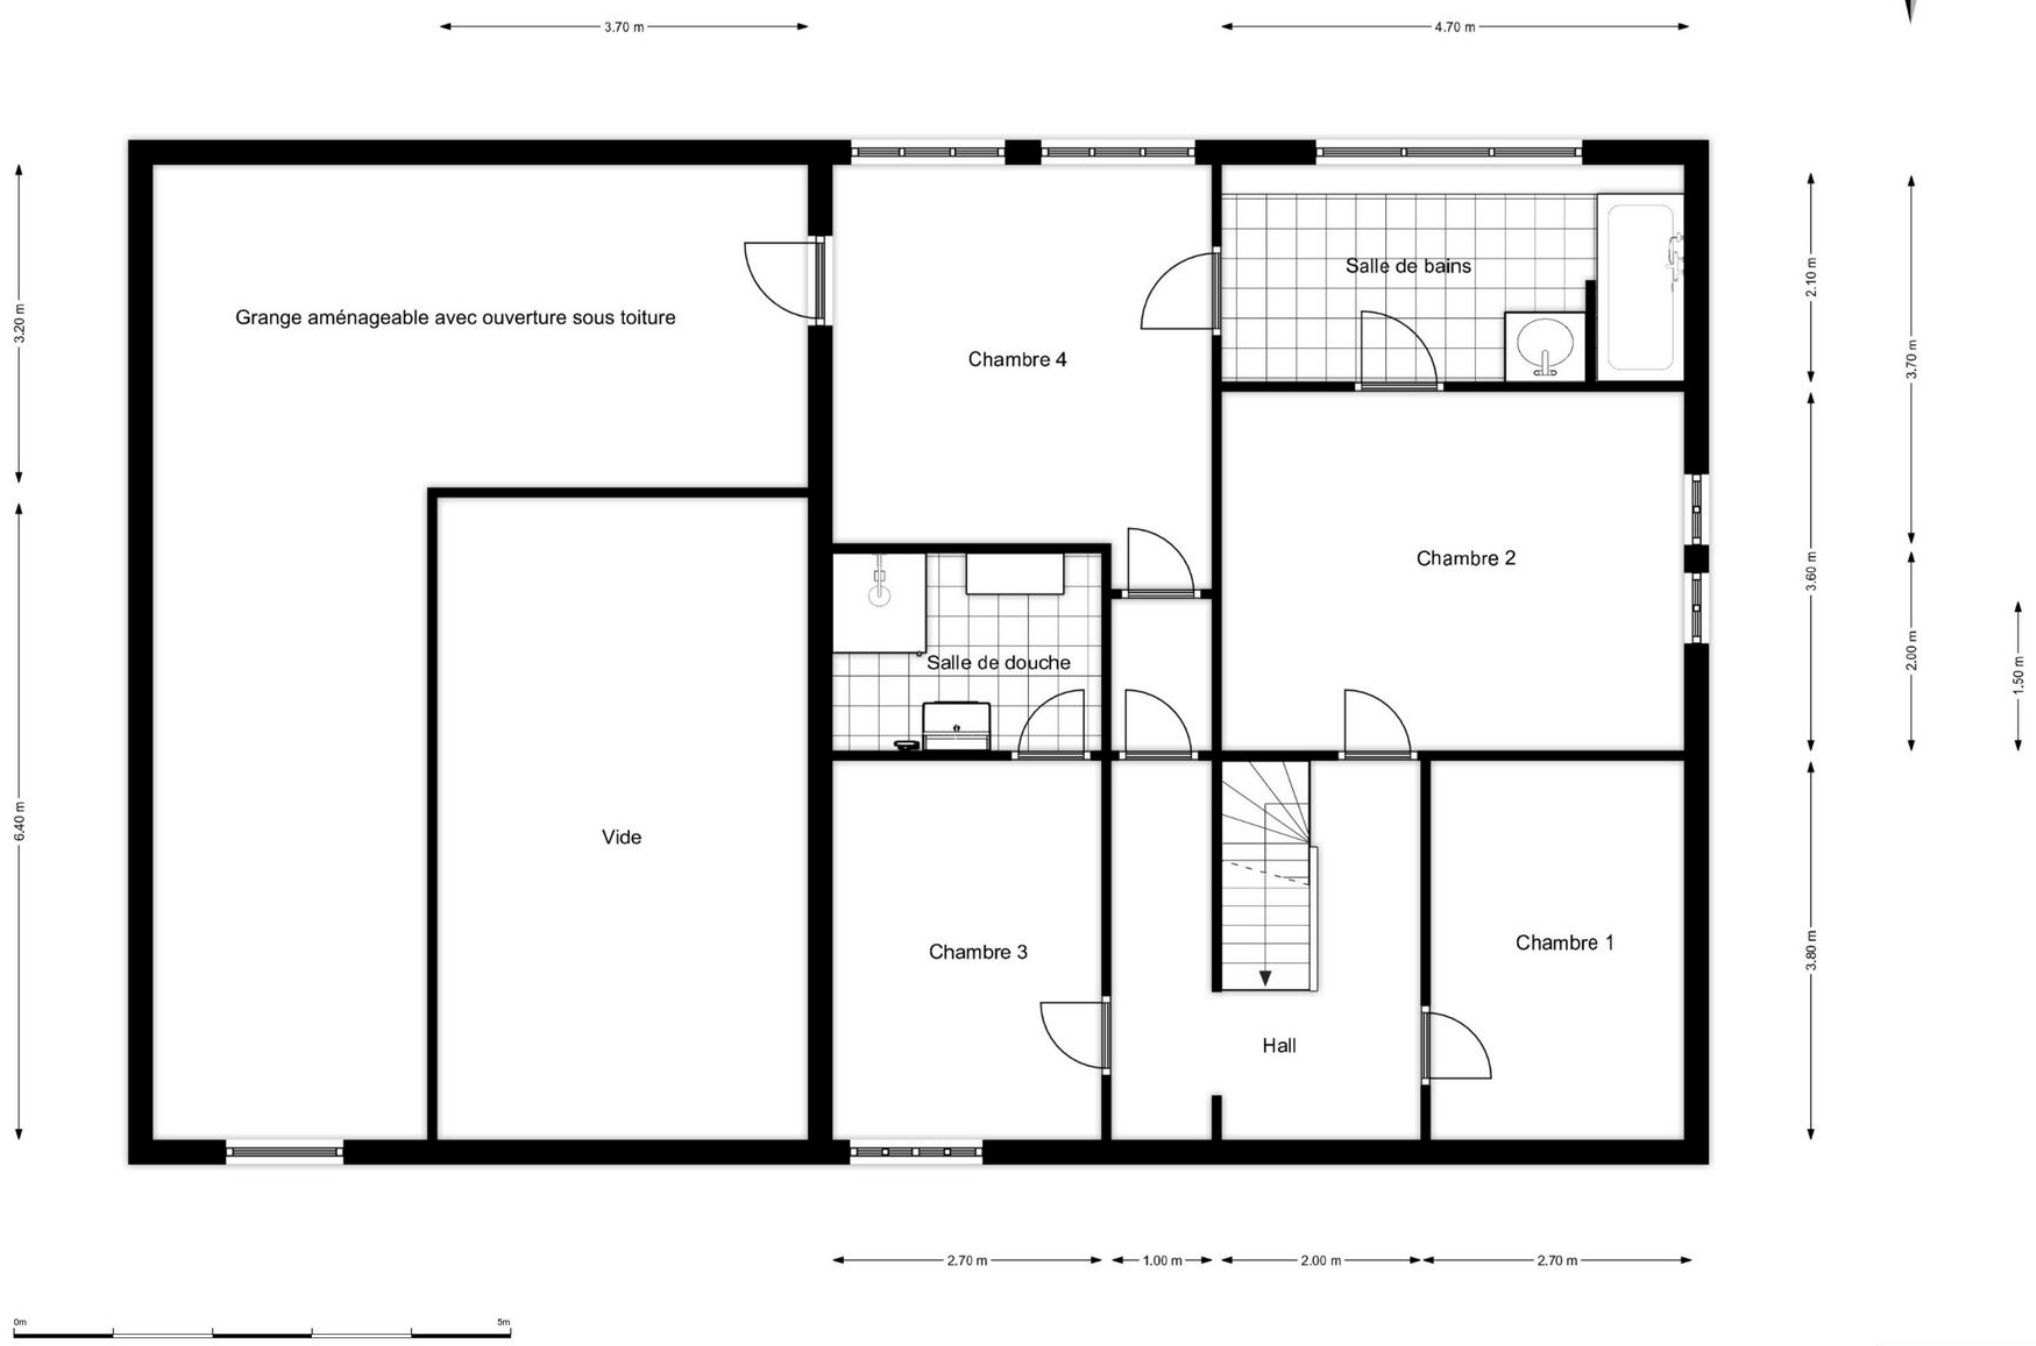 3.70 m
4.70 m
3.20 m
Grange aménageable avec ouverture sous toiture
Salle de bains
2.10 m
3.70 m
Chambre 4
Chambre 2
3.60 m
Salle de douche
2.00 m
1.50 m
6.40 m
Vide
Chambre 3
Chambre 1
3.80 m
Hall
2.70 m
1.00 m
2.00 m
2.70 m
0m
5m